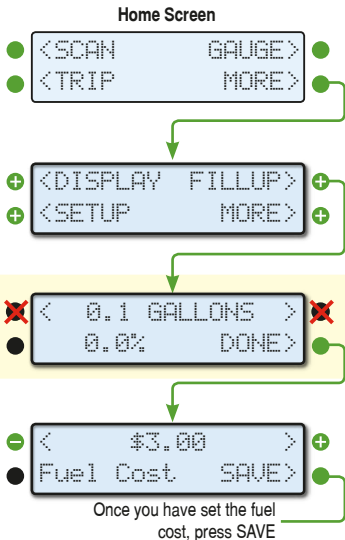 Home Screen
<SCAN GAUGE>
<TRIP MORE>
<DISPLAY FILLUP>
<SETUP MORE>
< 0.1 GALLONS >
0.0% DONE>
< $3.00 >
Fuel Cost SAVE>
Once you have set the fuel
cost, press SAVE